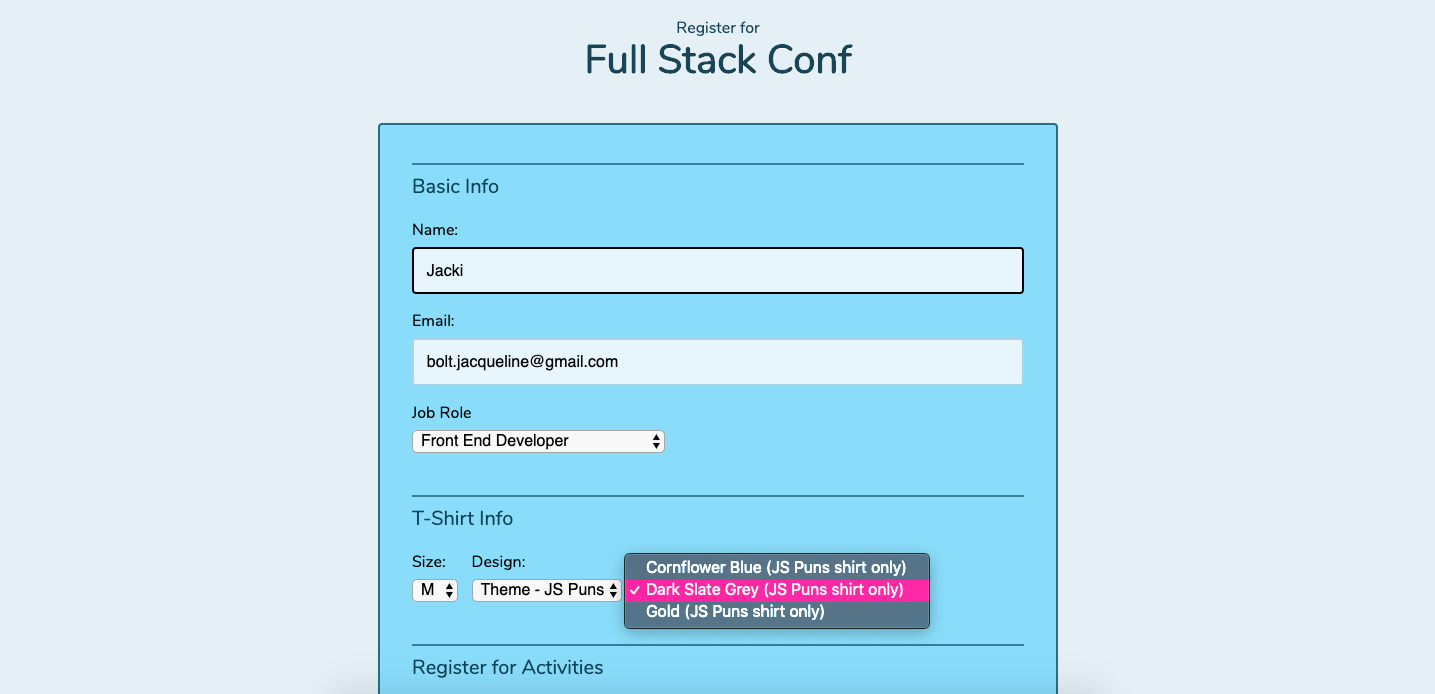 Register for
Full Stack Conf
Basic Info
Name:
Jacki
Email:
bolt.jacqueline@gmail.com
Job Role
Front End Developer
T-Shirt Info
Size: Design:
M Theme - JS Puns
Cornflower Blue (JS Puns shirt only)
✓ Dark Slate Grey (JS Puns shirt only)
Gold (JS Puns shirt only)
Register for Activities